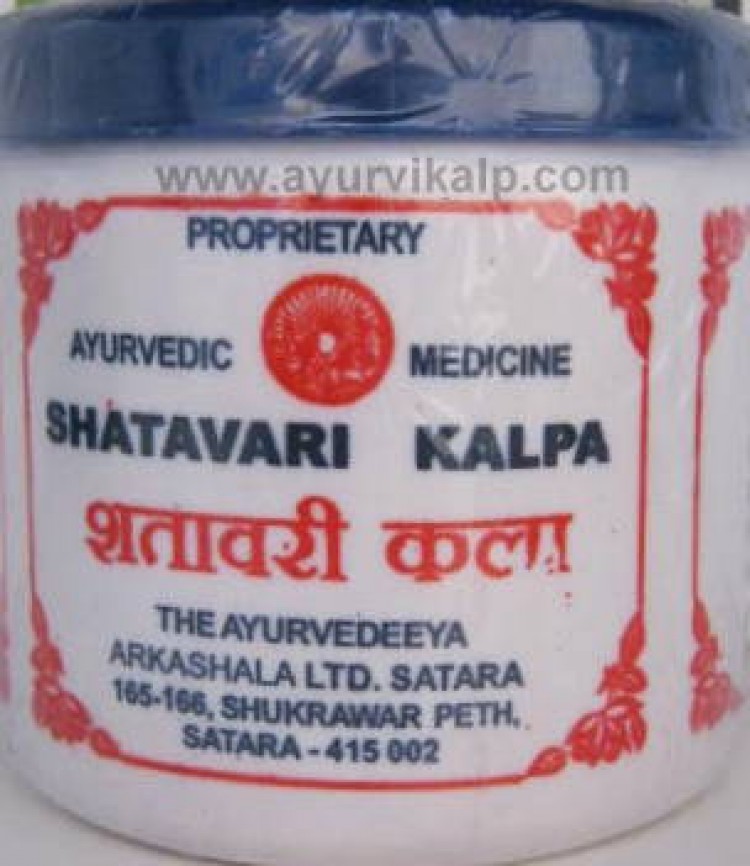 www.ayurvikalp.com
PROPRIETARY
AYURVEDIC MEDICINE
SHATAVARI KALPA
शतावरी कल्प
THE AYURVEDEEYA
ARKASHALA LTD. SATARA
165-166, SHUKRAWAR PETH,
SATARA - 415 002